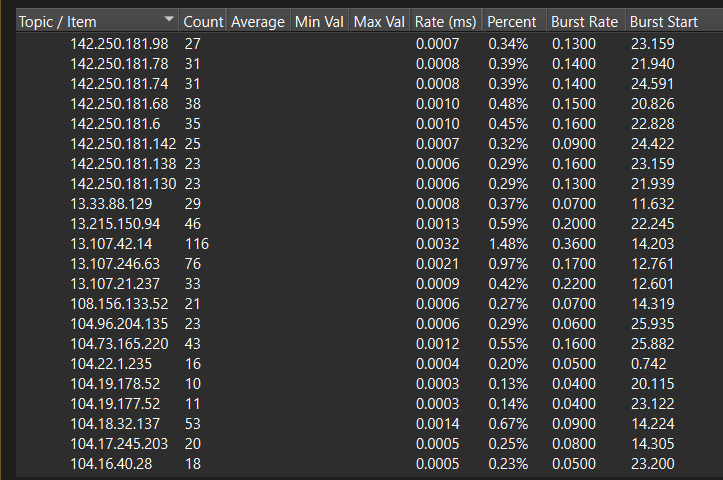 Topic / Item Count Average Min Val Max Val Rate (ms) Percent Burst Rate Burst Start
142.250.181.98 27 0.0007 0.34% 0.1300 23.159
142.250.181.78 31 0.0008 0.39% 0.1400 21.940
142.250.181.74 31 0.0008 0.39% 0.1400 24.591
142.250.181.68 38 0.0010 0.48% 0.1500 20.826
142.250.181.6 35 0.0010 0.45% 0.1600 22.828
142.250.181.142 25 0.0007 0.32% 0.0900 24.422
142.250.181.138 23 0.0006 0.29% 0.1600 23.159
142.250.181.130 23 0.0006 0.29% 0.1300 21.939
13.33.88.129 29 0.0008 0.37% 0.0700 11.632
13.215.150.94 46 0.0013 0.59% 0.2000 22.245
13.107.42.14 116 0.0032 1.48% 0.3600 14.203
13.107.246.63 76 0.0021 0.97% 0.1700 12.761
13.107.21.237 33 0.0009 0.42% 0.2200 12.601
108.156.133.52 21 0.0006 0.27% 0.0700 14.319
104.96.204.135 23 0.0006 0.29% 0.0600 25.935
104.73.165.220 43 0.0012 0.55% 0.1600 25.882
104.22.1.235 16 0.0004 0.20% 0.0500 0.742
104.19.178.52 10 0.0003 0.13% 0.0400 20.115
104.19.177.52 11 0.0003 0.14% 0.0400 23.122
104.18.32.137 53 0.0014 0.67% 0.0900 14.224
104.17.245.203 20 0.0005 0.25% 0.0800 14.305
104.16.40.28 18 0.0005 0.23% 0.0500 23.200